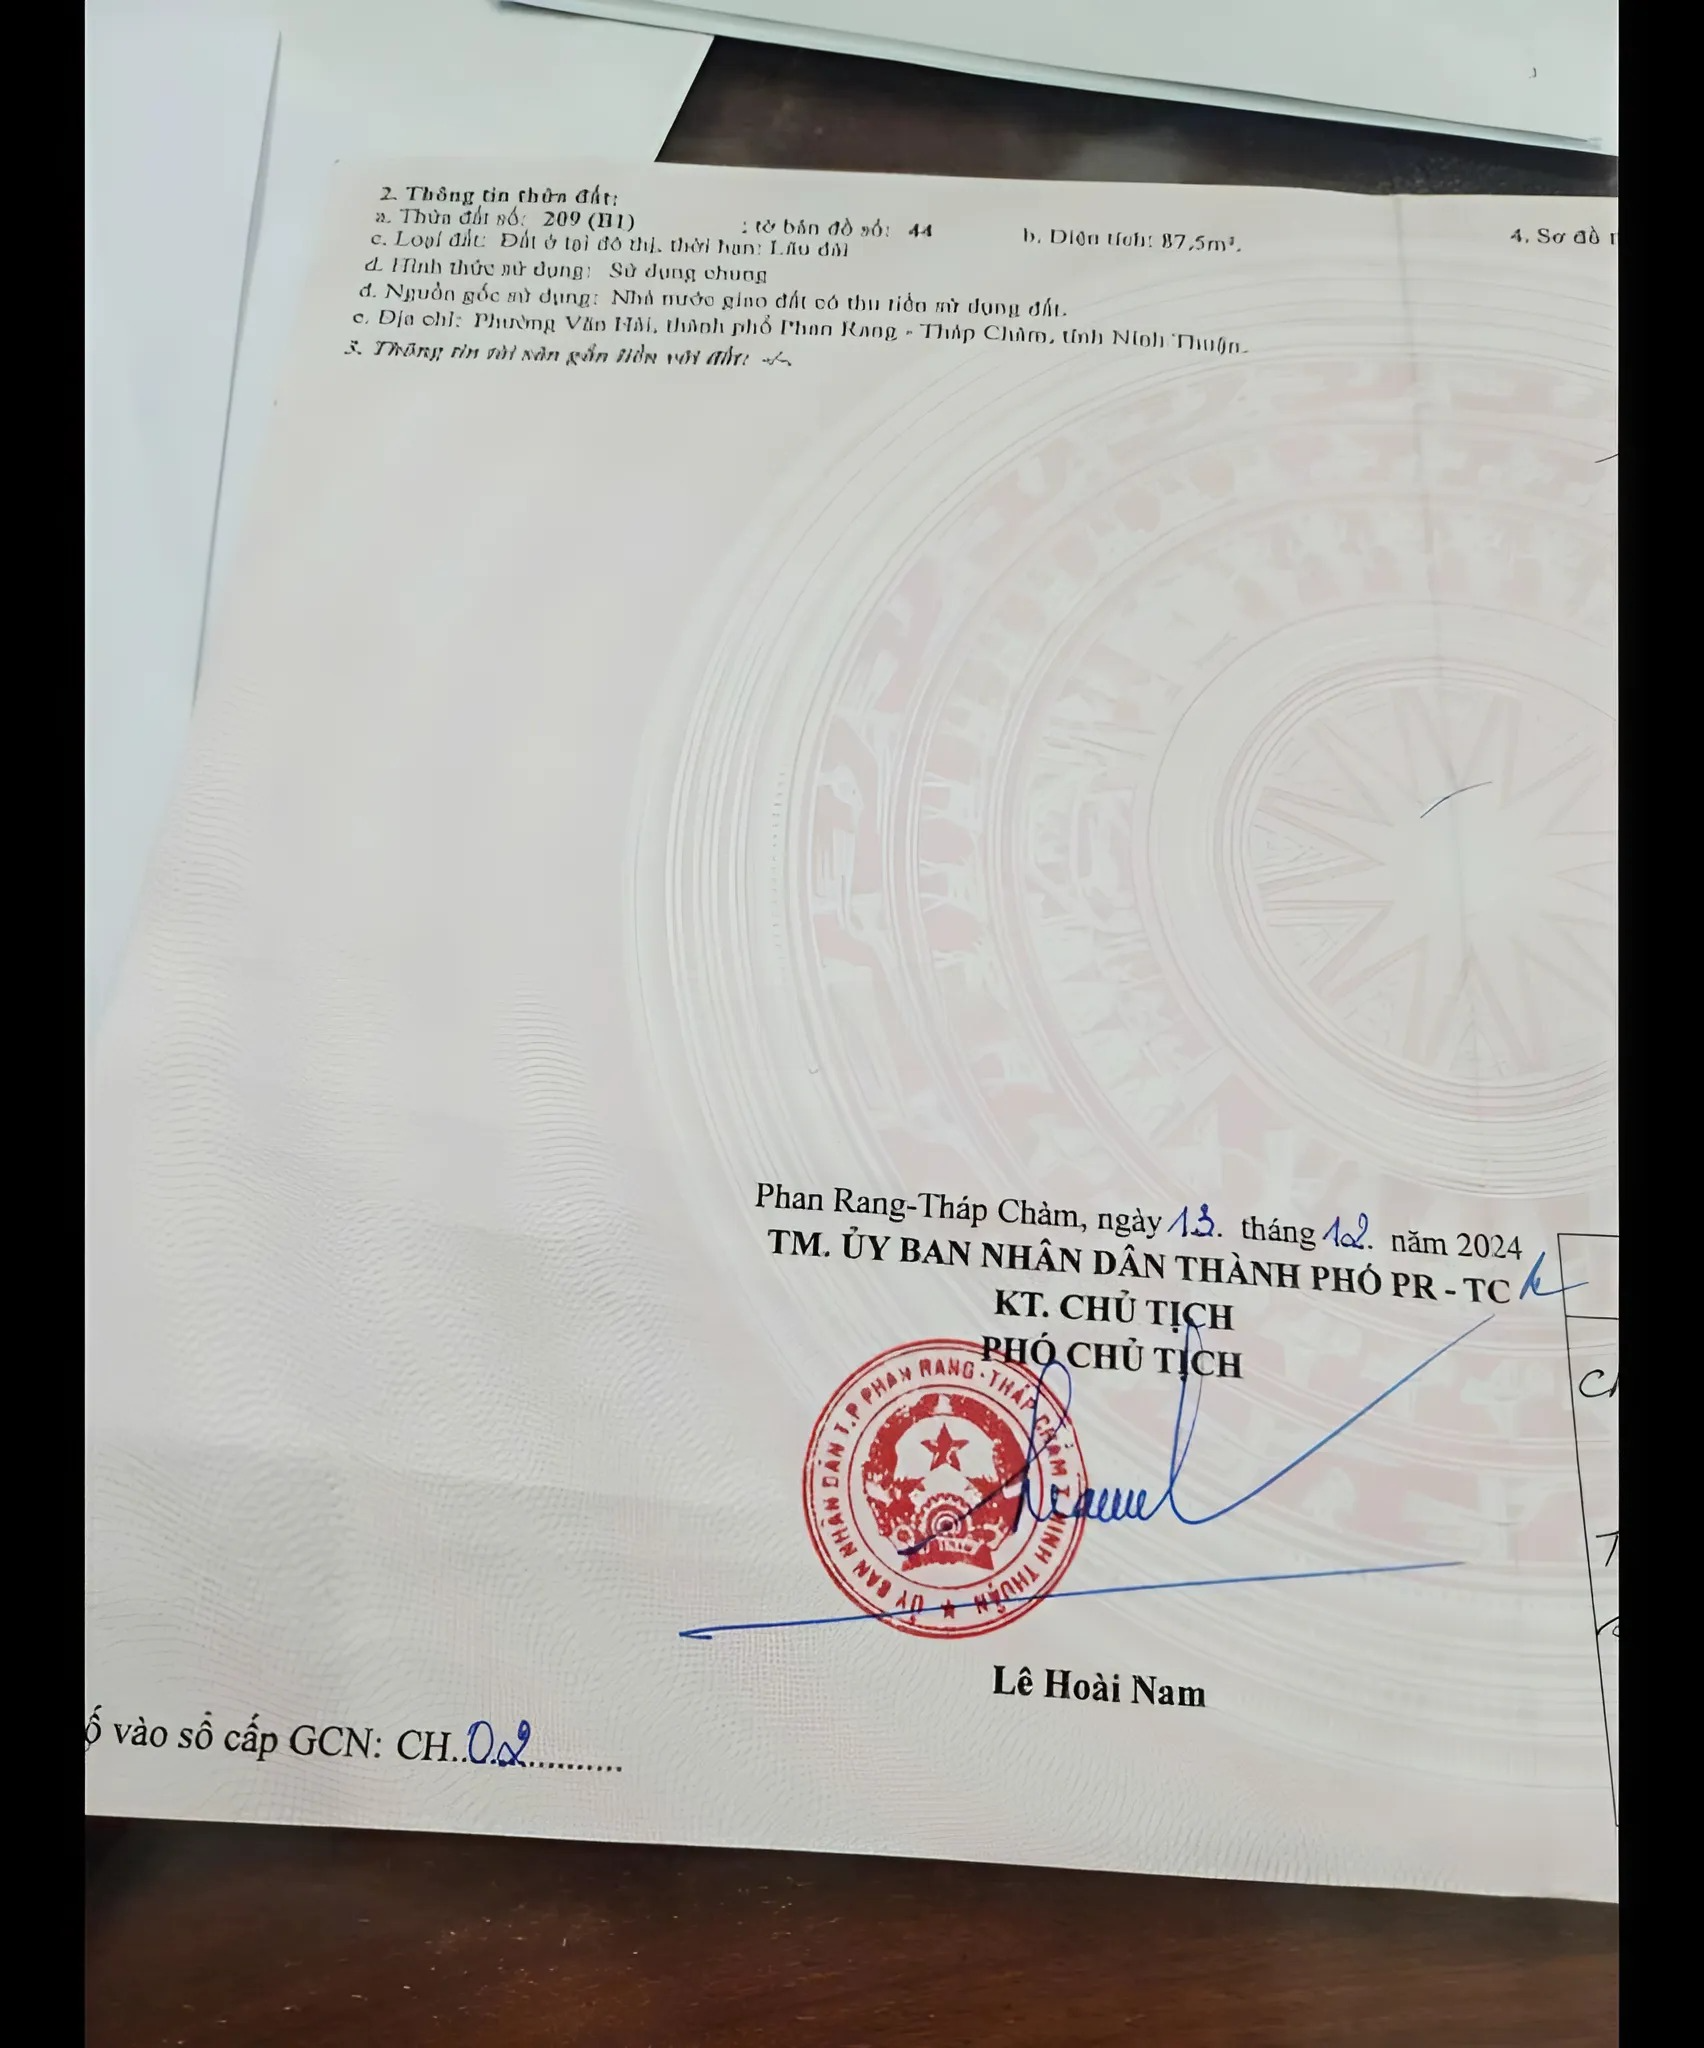 2. Thông tin thửa đất:
a. Thửa đất số: 209 (B1) ; tờ bản đồ số: 44 b. Diện tích: 87,5m².
c. Loại đất: Đất ở tại đô thị, thời hạn: Lâu dài
d. Hình thức sử dụng: Sử dụng chung
đ. Nguồn gốc sử dụng: Nhà nước giao đất có thu tiền sử dụng đất.
e. Địa chỉ: Phường Văn Hải, thành phố Phan Rang - Tháp Chàm, tỉnh Ninh Thuận.
3. Thông tin tài sản gắn liền với đất: -/-
4. Sơ đồ
Phan Rang-Tháp Chàm, ngày 13. tháng 12. năm 2024
TM. ỦY BAN NHÂN DÂN THÀNH PHỐ PR - TC
KT. CHỦ TỊCH
PHÓ CHỦ TỊCH
ỦY BAN NHÂN DÂN T.P PHAN RANG-THÁP CHÀM T. NINH THUẬN
Lê Hoài Nam
ố vào sổ cấp GCN: CH..02...........